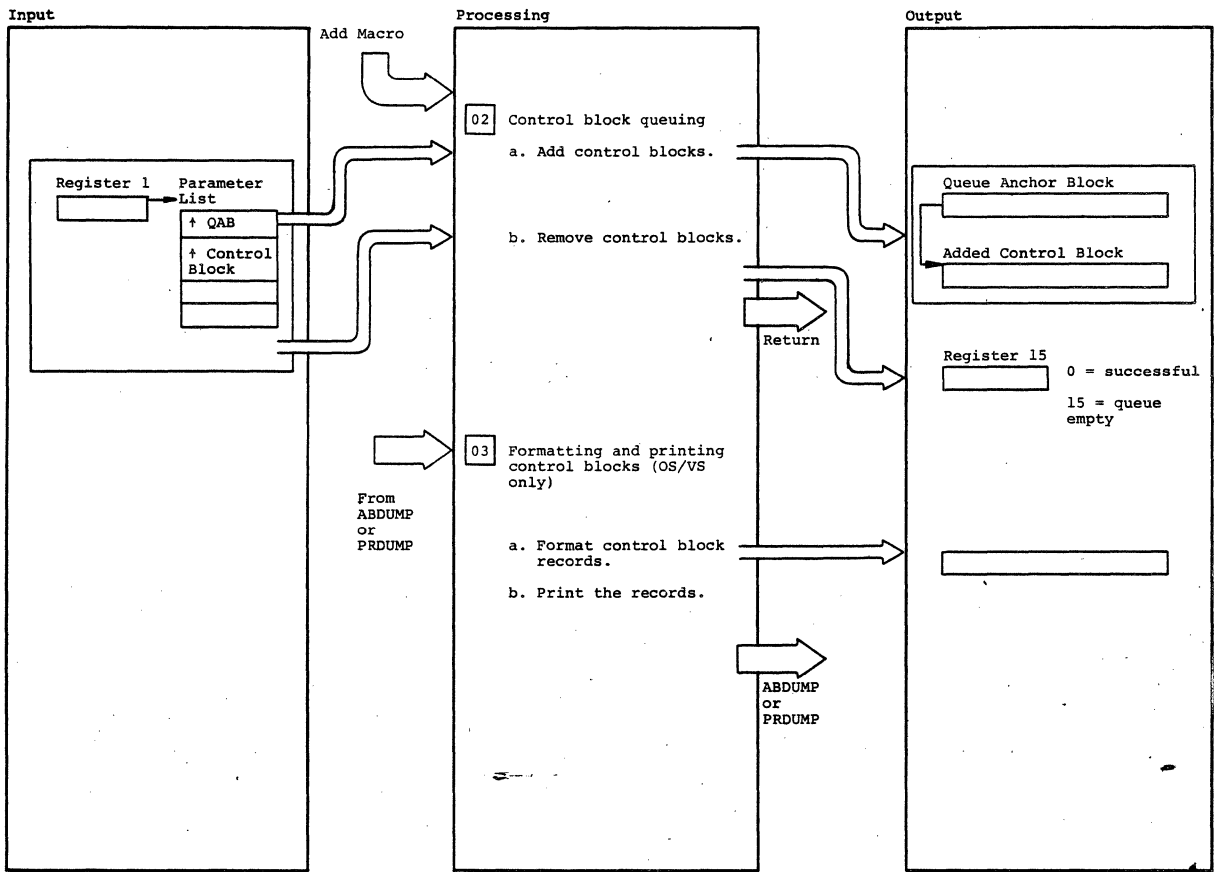 Input
Processing
Output
Add Macro
02 Control block queuing
a. Add control blocks.
Register 1
Parameter
List
↑ QAB
↑ Control
Block
b. Remove control blocks.
Return
Queue Anchor Block
Added Control Block
Register 15
0 = successful
15 = queue
empty
03 Formatting and printing
control blocks (OS/VS
only)
From
ABDUMP
or
PRDUMP
a. Format control block
records.
b. Print the records.
ABDUMP
or
PRDUMP